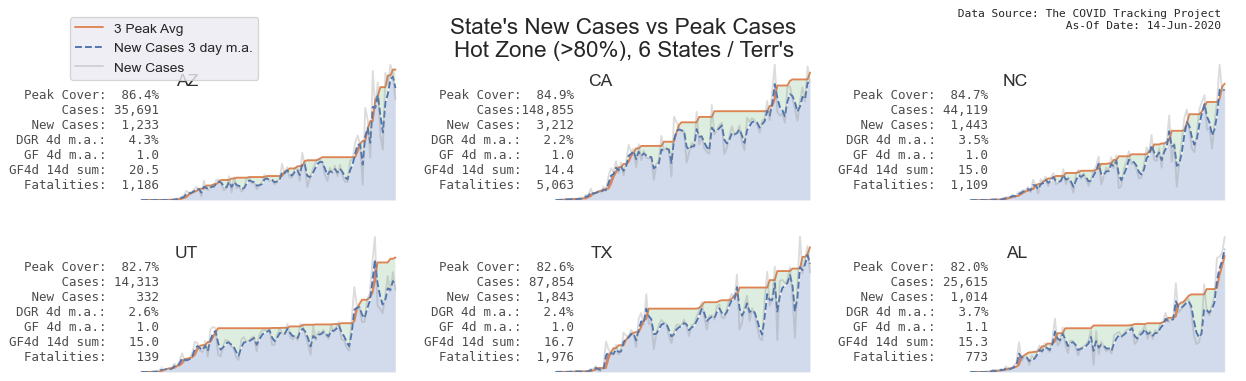 3 Peak Avg
New Cases 3 day m.a.
New Cases
State's New Cases vs Peak Cases
Hot Zone (>80%), 6 States / Terr's
Data Source: The COVID Tracking Project
As-Of Date: 14-Jun-2020
AZ
Peak Cover: 86.4%
Cases: 35,691
New Cases: 1,233
DGR 4d m.a.: 4.3%
GF 4d m.a.: 1.0
GF4d 14d sum: 20.5
Fatalities: 1,186
CA
Peak Cover: 84.9%
Cases:148,855
New Cases: 3,212
DGR 4d m.a.: 2.2%
GF 4d m.a.: 1.0
GF4d 14d sum: 14.4
Fatalities: 5,063
NC
Peak Cover: 84.7%
Cases: 44,119
New Cases: 1,443
DGR 4d m.a.: 3.5%
GF 4d m.a.: 1.0
GF4d 14d sum: 15.0
Fatalities: 1,109
UT
Peak Cover: 82.7%
Cases: 14,313
New Cases: 332
DGR 4d m.a.: 2.6%
GF 4d m.a.: 1.0
GF4d 14d sum: 15.0
Fatalities: 139
TX
Peak Cover: 82.6%
Cases: 87,854
New Cases: 1,843
DGR 4d m.a.: 2.4%
GF 4d m.a.: 1.0
GF4d 14d sum: 16.7
Fatalities: 1,976
AL
Peak Cover: 82.0%
Cases: 25,615
New Cases: 1,014
DGR 4d m.a.: 3.7%
GF 4d m.a.: 1.1
GF4d 14d sum: 15.3
Fatalities: 773